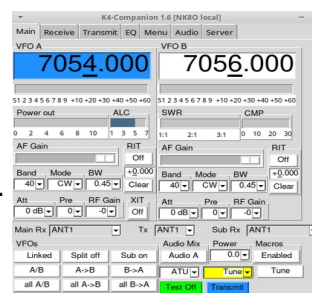 K4-Companion 1.6 [NK8O local]
Main Receive Transmit EQ Menu Audio Server
VFO A VFO B
7054.000 7056.000
S1 2 3 4 5 6 7 8 9 +10 +20 +30 +40 +50 +60 S1 2 3 4 5 6 7 8 9 +10 +20 +30 +40 +50 +60
Power out ALC SWR CMP
0 2 4 6 8 10 1 3 5 7 1:1 2:1 3:1 0 10 20 30
AF Gain RIT AF Gain RIT
Off Off
Band Mode BW +0.000 Band Mode BW +0.000
40 CW 0.45 Clear 40 CW 0.45 Clear
Att Pre RF Gain XIT Att Pre RF Gain
0 dB 0 -0 Off 0 dB 0 -0
Main Rx ANT1 Tx ANT1 Sub Rx ANT1
VFOs Audio Mix Power Macros
Linked Split off Sub on Audio A 0.0 Enabled
A/B A->B B->A ATU Tune Tune
all A/B all A->B all B->A Test Off Transmit